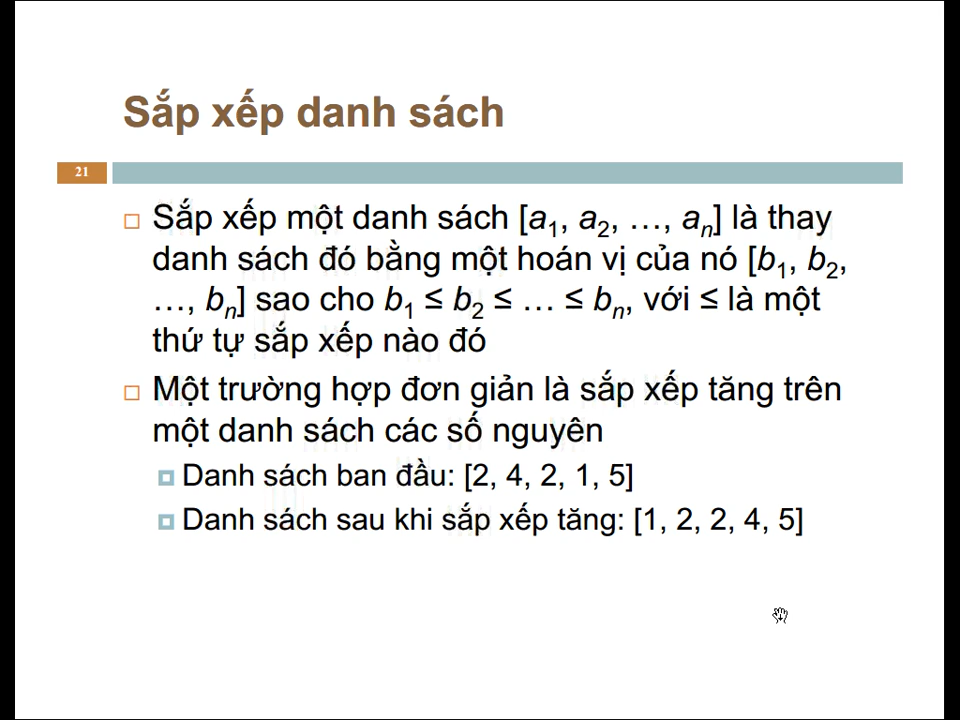 Sắp xếp danh sách
21
Sắp xếp một danh sách [a1, a2, …, an] là thay
danh sách đó bằng một hoán vị của nó [b1, b2,
…, bn] sao cho b1 ≤ b2 ≤ … ≤ bn, với ≤ là một
thứ tự sắp xếp nào đó
Một trường hợp đơn giản là sắp xếp tăng trên
một danh sách các số nguyên
Danh sách ban đầu: [2, 4, 2, 1, 5]
Danh sách sau khi sắp xếp tăng: [1, 2, 2, 4, 5]